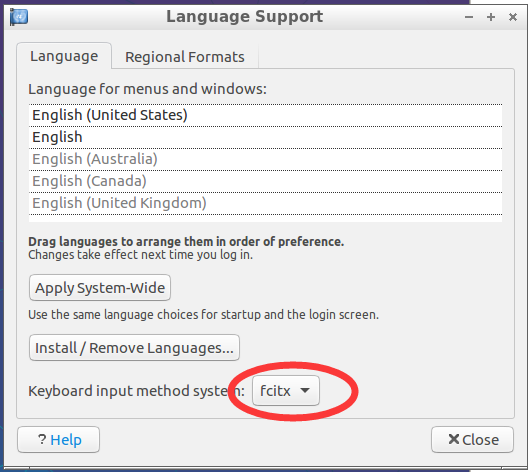 Language Support
Language
Regional Formats
Language for menus and windows:
English (United States)
English
English (Australia)
English (Canada)
English (United Kingdom)
Drag languages to arrange them in order of preference.
Changes take effect next time you log in.
Apply System-Wide
Use the same language choices for startup and the login screen.
Install / Remove Languages...
Keyboard input method system: fcitx
? Help
Close